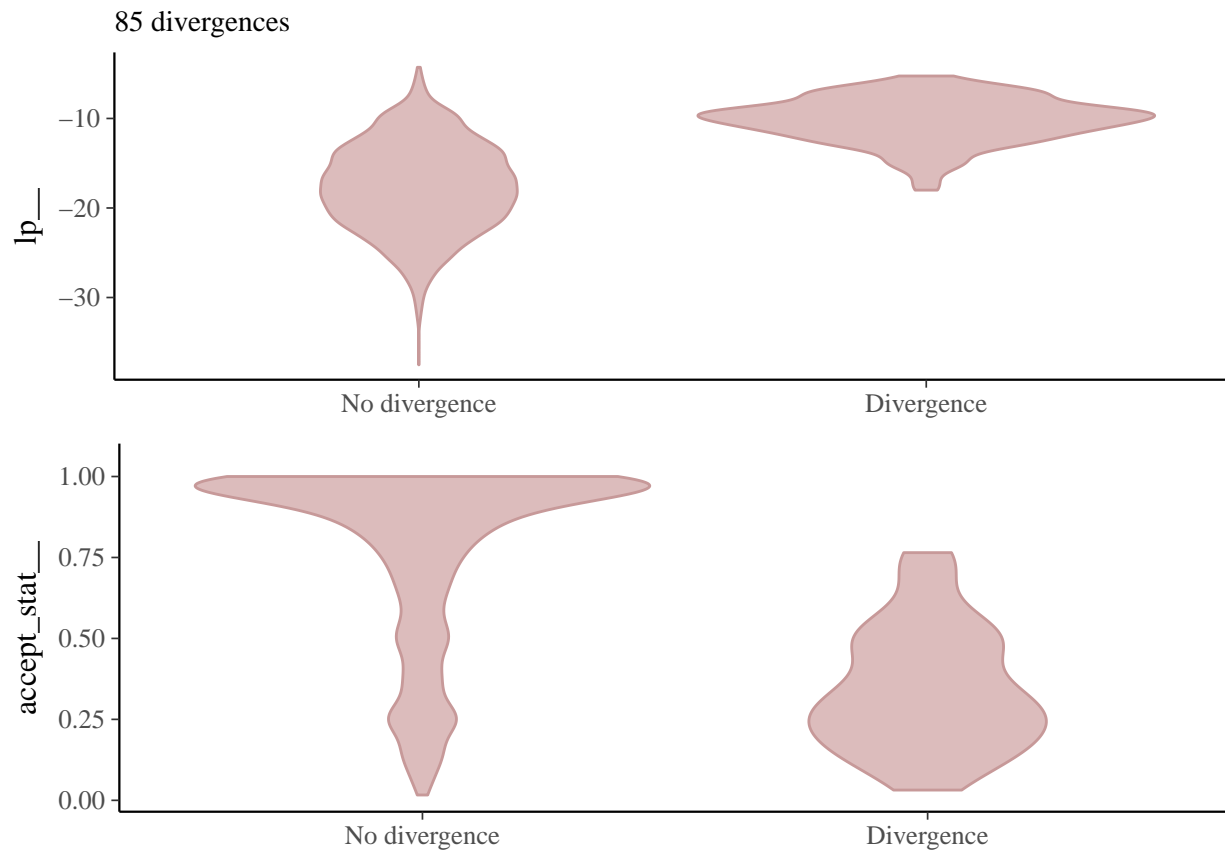 85 divergences
lp__
−10
−20
−30
No divergence
Divergence
accept_stat__
1.00
0.75
0.50
0.25
0.00
No divergence
Divergence